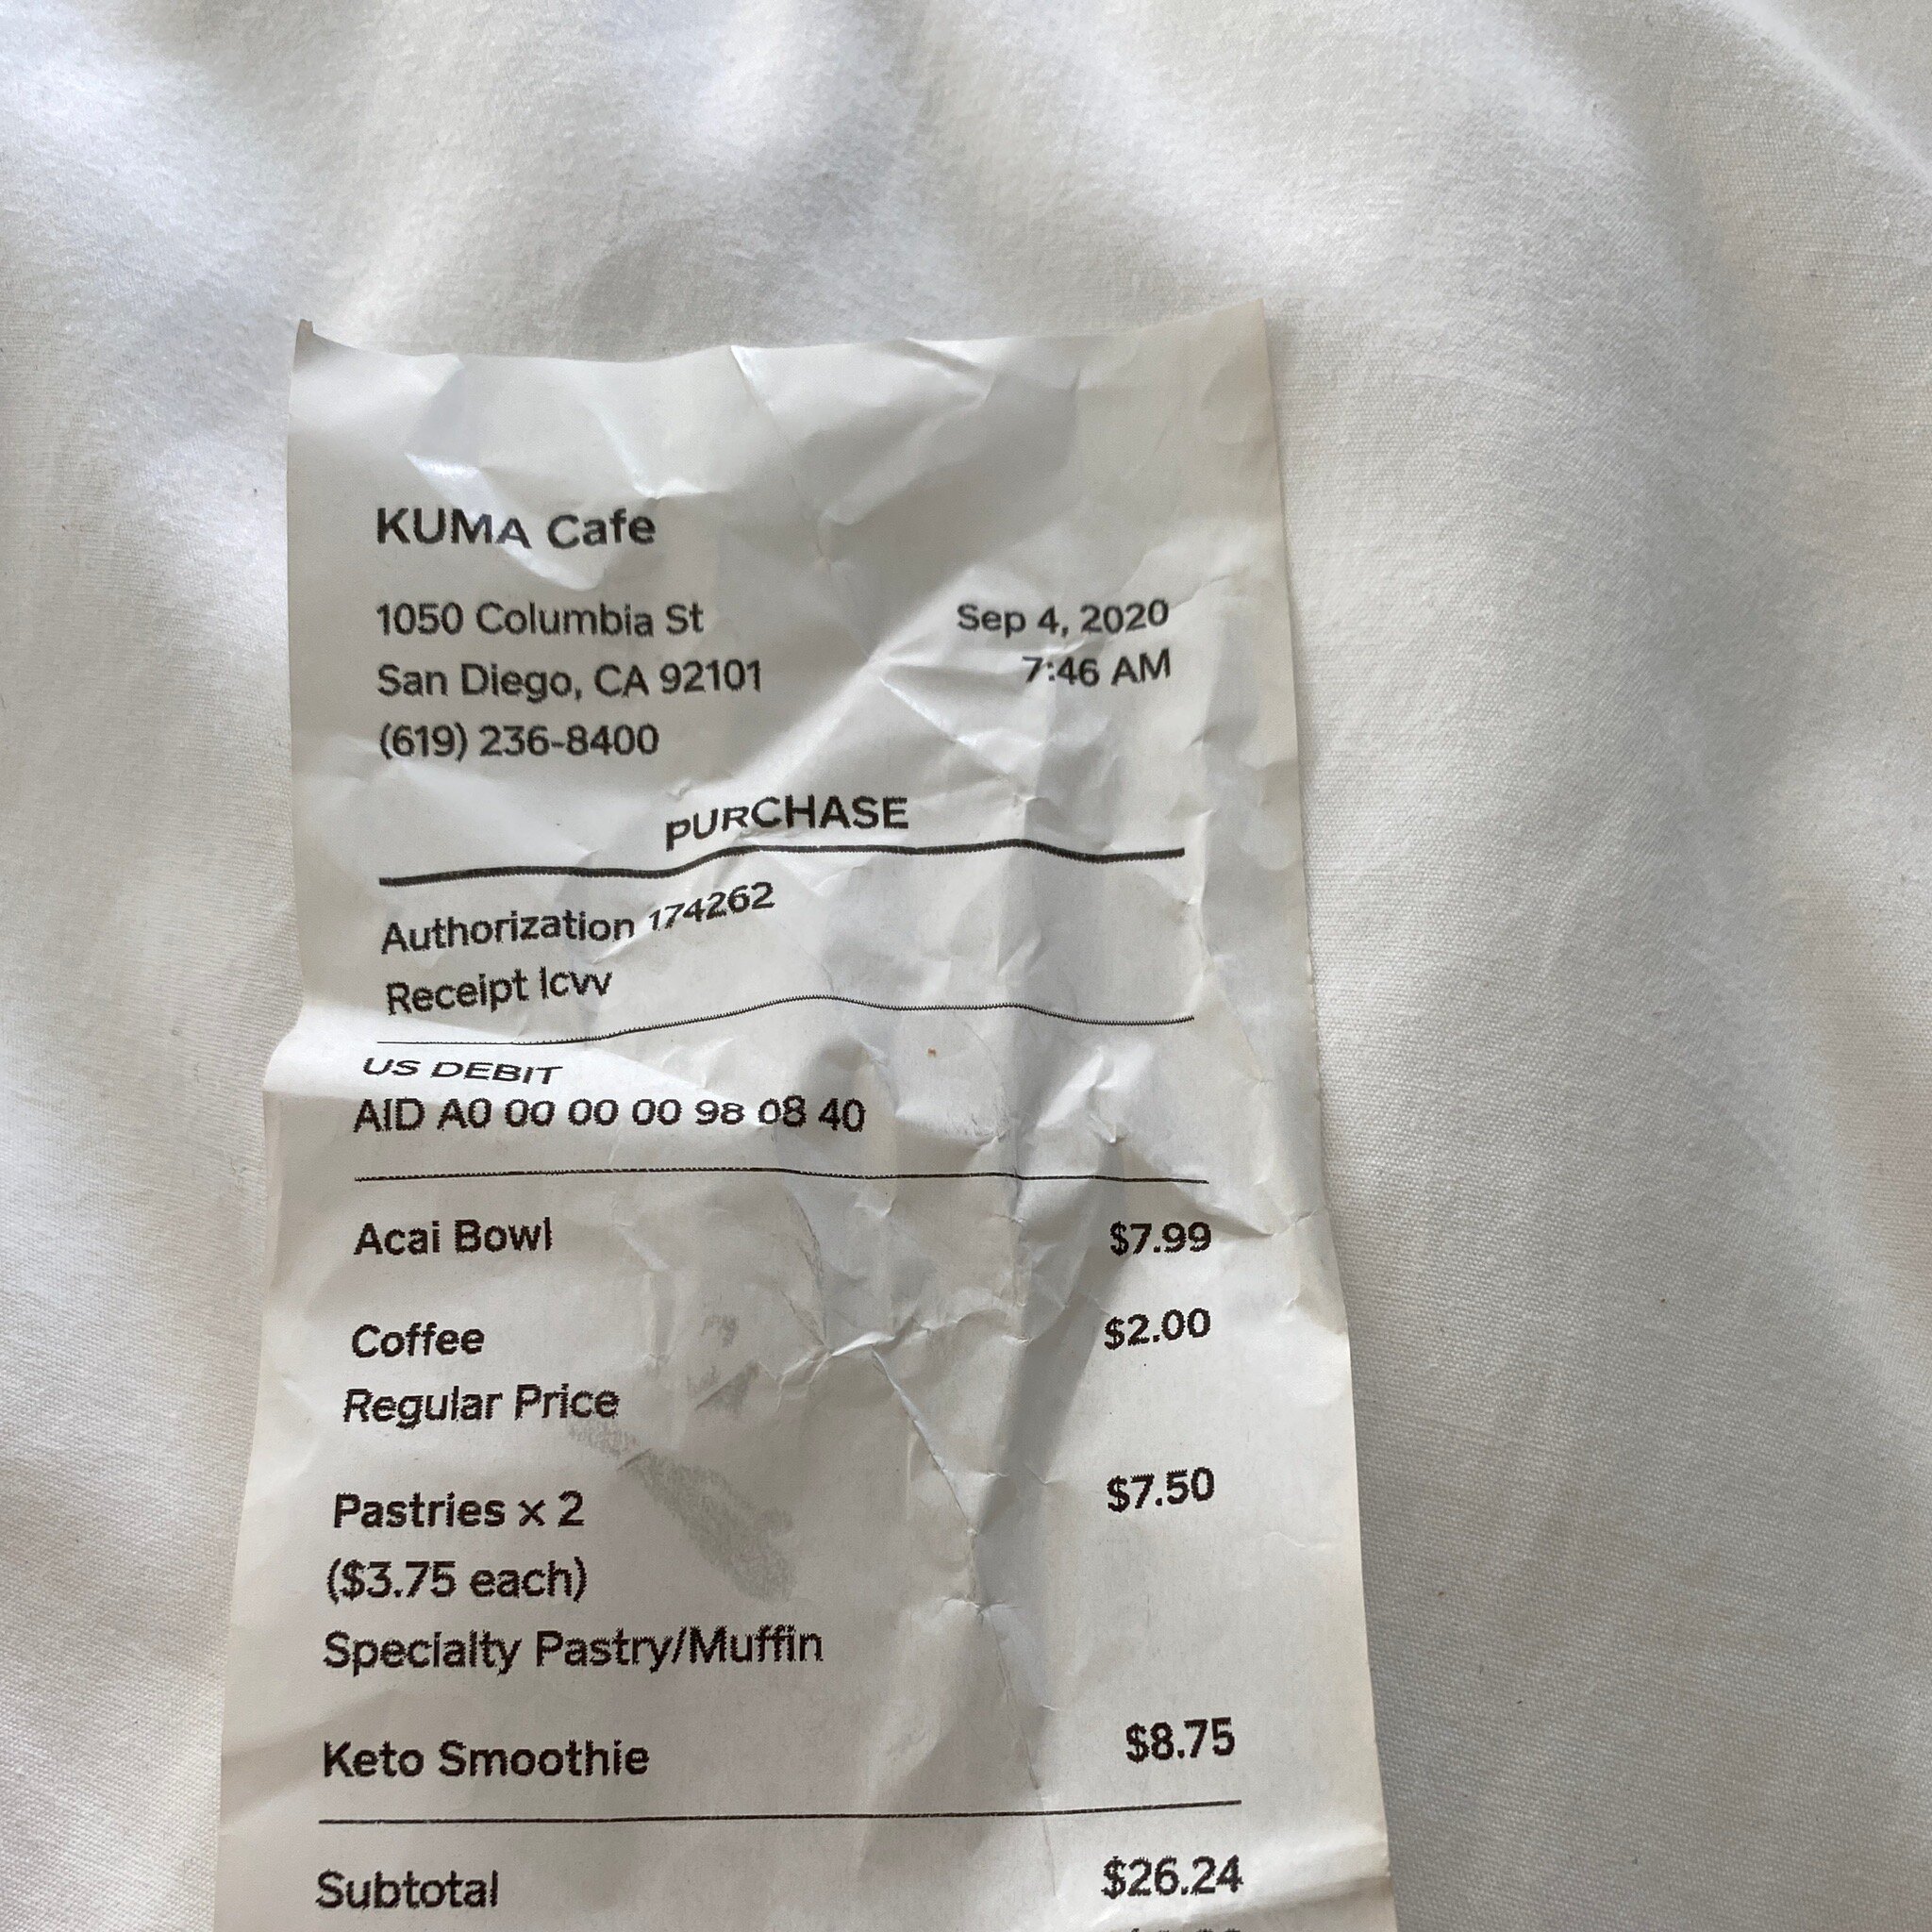 KUMA Cafe
1050 Columbia St
Sep 4, 2020
San Diego, CA 92101
7:46 AM
(619) 236-8400
PURCHASE
Authorization 174262
Receipt lcvv
US DEBIT
AID A0 00 00 00 98 08 40
Acai Bowl $7.99
Coffee $2.00
Regular Price
Pastries x 2 $7.50
($3.75 each)
Specialty Pastry/Muffin
Keto Smoothie $8.75
Subtotal $26.24